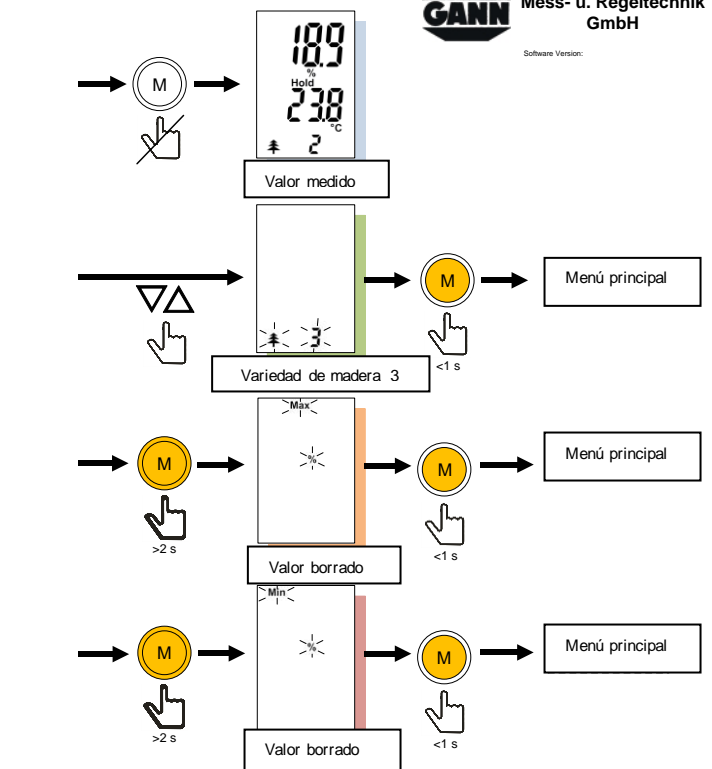 GANN
Mess- u. Regeltechnik
GmbH
Software Version:
M
18.9
%
Hold
23.8
°C
2
Valor medido
3
M
<1 s
Menú principal
Variedad de madera 3
M
>2 s
Max
%
M
<1 s
Menú principal
Valor borrado
M
>2 s
Min
%
M
<1 s
Menú principal
Valor borrado